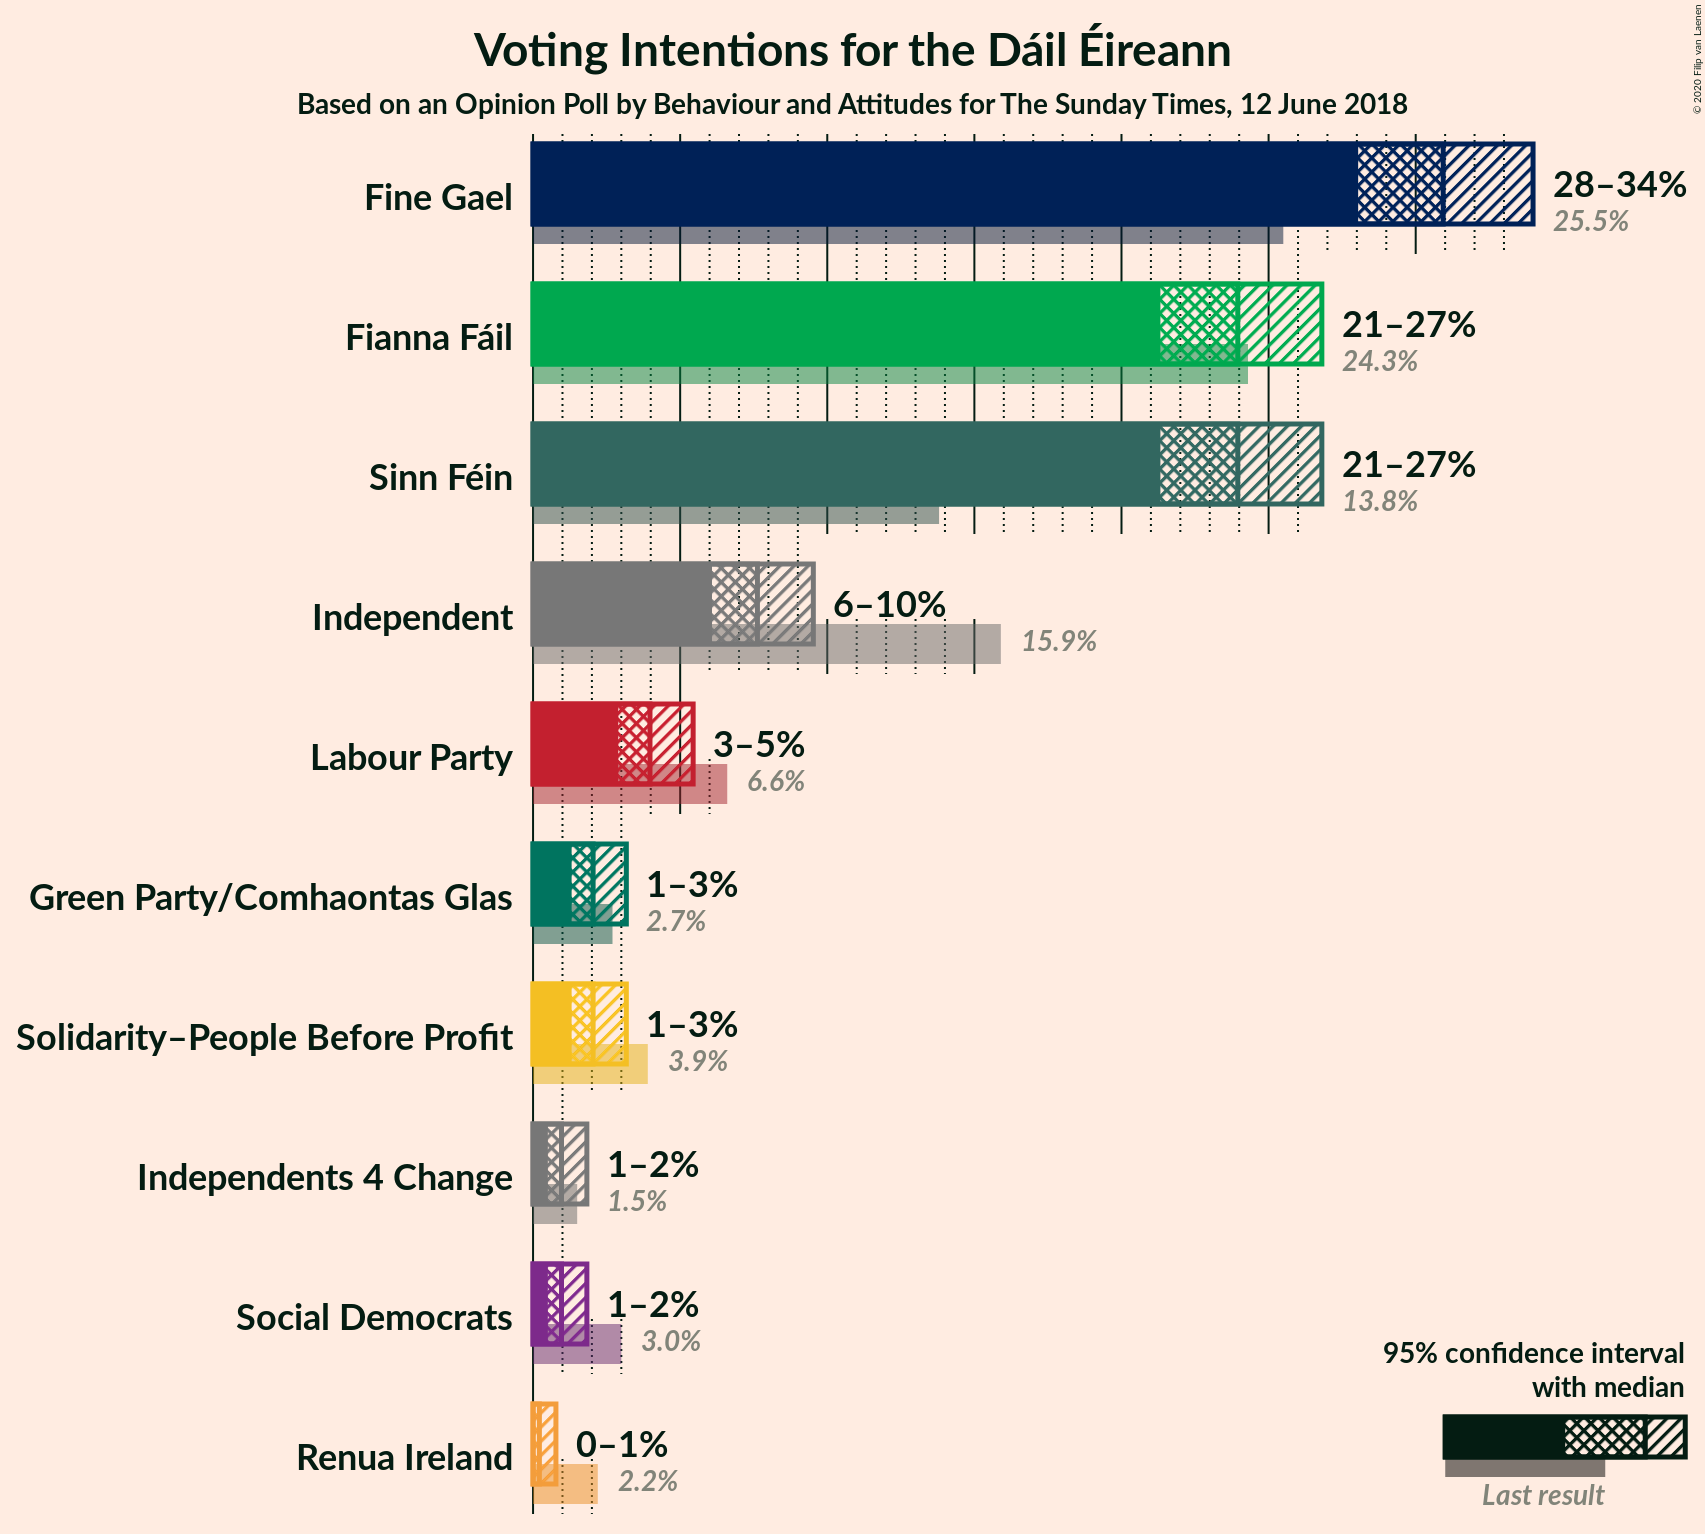 Voting Intentions for the Dáil Éireann
Based on an Opinion Poll by Behaviour and Attitudes for The Sunday Times, 12 June 2018
© 2020 Filip van Laenen
Fine Gael
28–34%
25.5%
Fianna Fáil
21–27%
24.3%
Sinn Féin
21–27%
13.8%
Independent
6–10%
15.9%
Labour Party
3–5%
6.6%
Green Party/Comhaontas Glas
1–3%
2.7%
Solidarity–People Before Profit
1–3%
3.9%
Independents 4 Change
1–2%
1.5%
Social Democrats
1–2%
3.0%
Renua Ireland
0–1%
2.2%
95% confidence interval
with median
Last result